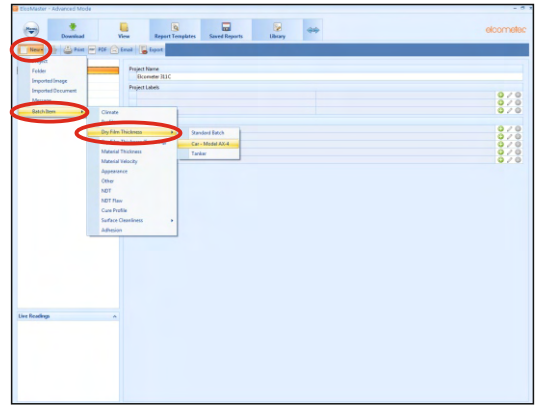 ElcoMaster - Advanced Mode
Download
View
Report Templates
Saved Reports
Library
elcometer
New
Print
PDF
Email
Export
Project
Folder
Imported Image
Imported Document
Message
Batch Item
Project Name
Elcometer 311C
Project Labels
Climate
Dry Film Thickness
Material Thickness
Material Velocity
Appearance
Other
NDT
NDT Flaw
Cure Profile
Surface Cleanliness
Adhesion
Standard Batch
Car - Model AX-4
Tanker
Live Readings